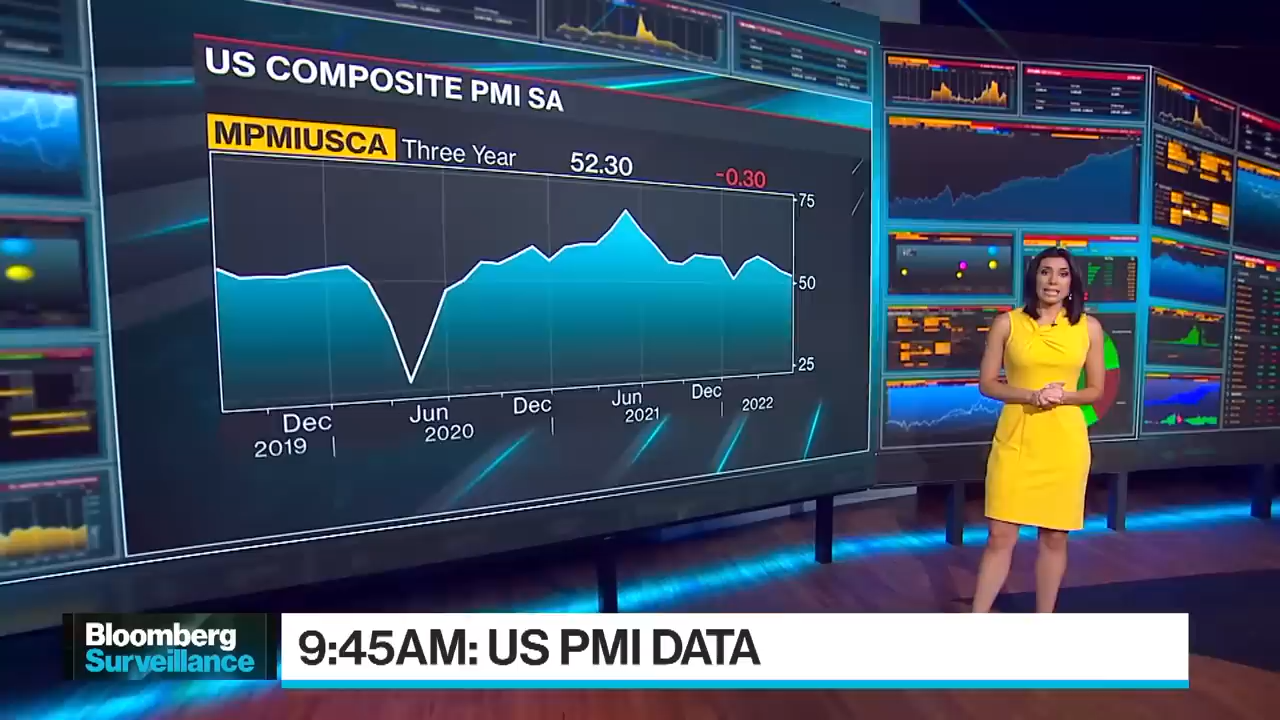 US COMPOSITE PMI SA
MPMIUSCA Three Year 52.30 -0.30
75
50
25
Dec Jun Dec Jun Dec
2019 2020 2021 2022
Bloomberg
Surveillance
9:45AM: US PMI DATA